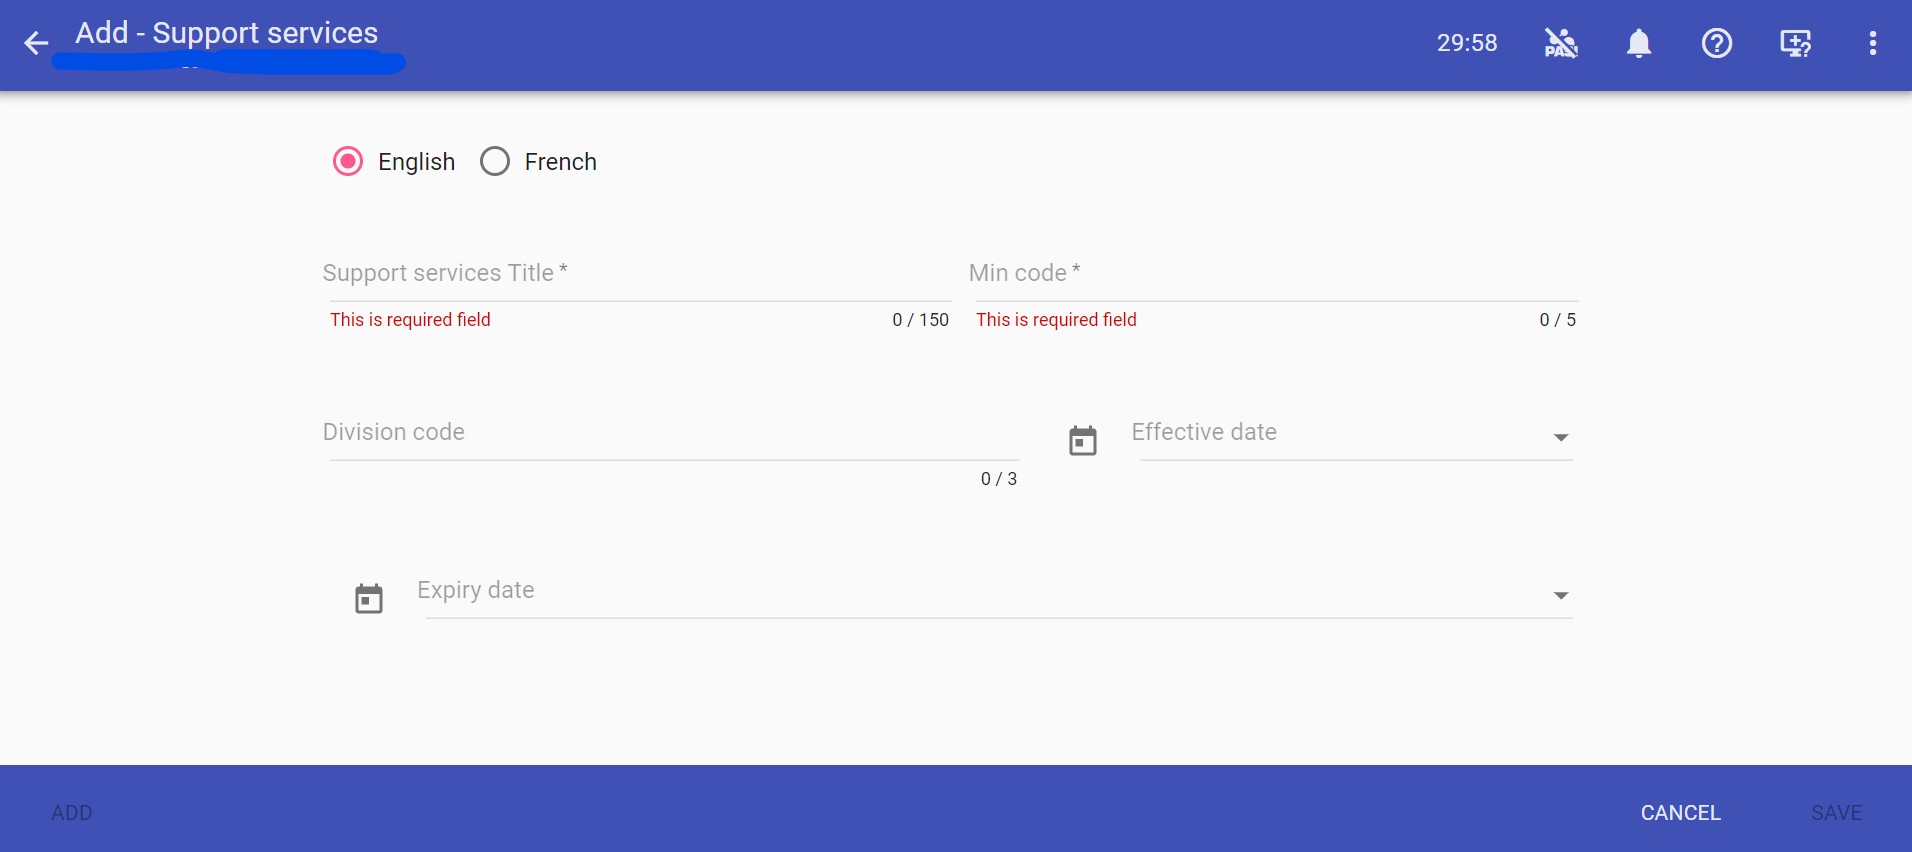 Add - Support services
29:58
English
French
Support services Title *
Min code *
This is required field
0 / 150
This is required field
0 / 5
Division code
Effective date
0 / 3
Expiry date
ADD
CANCEL
SAVE